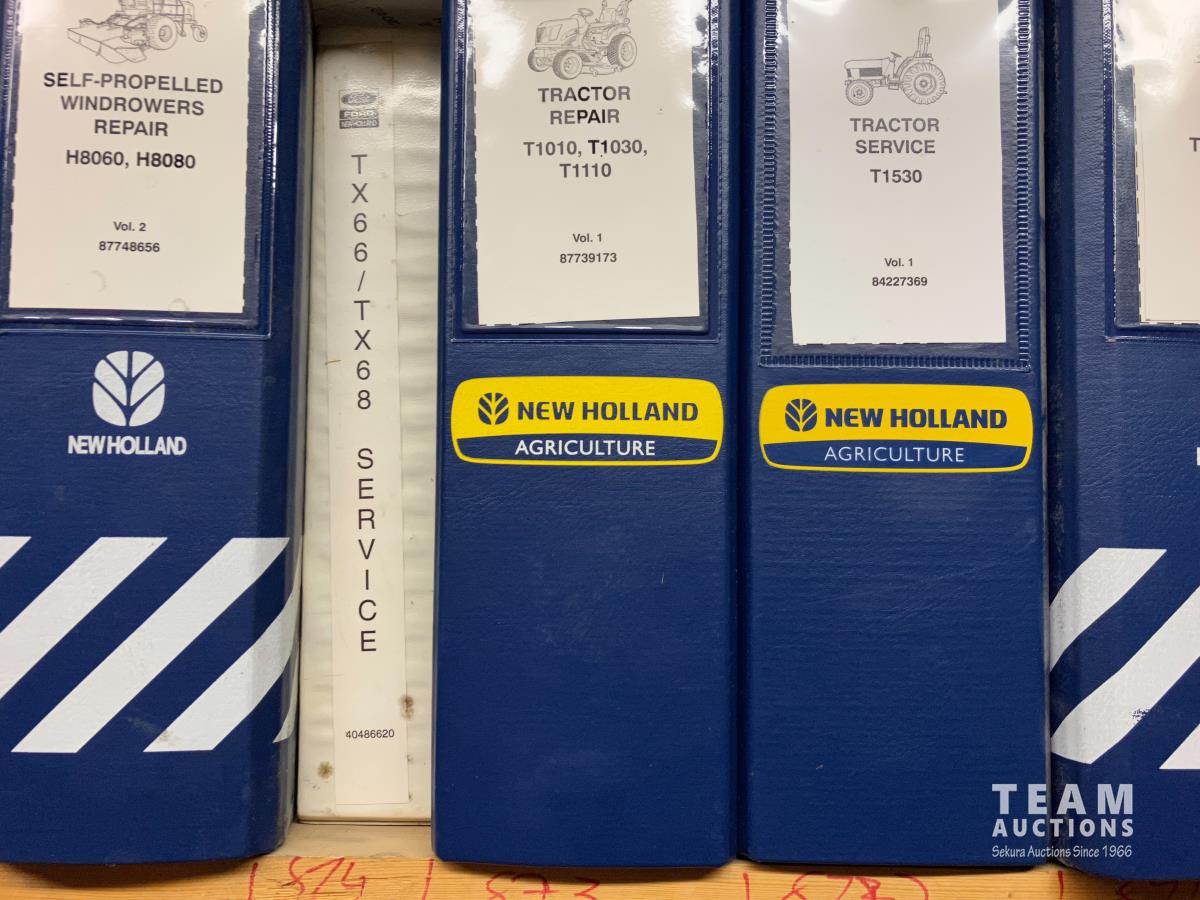 SELF-PROPELLED
WINDROWERS
REPAIR
H8060, H8080
Vol. 2
87748656
NEW HOLLAND
FORD
NEW HOLLAND
TX66/TX68 SERVICE
40486620
TRACTOR
REPAIR
T1010, T1030,
T1110
Vol. 1
87739173
NEW HOLLAND
AGRICULTURE
TRACTOR
SERVICE
T1530
Vol. 1
84227369
NEW HOLLAND
AGRICULTURE
T
874
873
TEAM
AUCTIONS
Sekura Auctions Since 1966